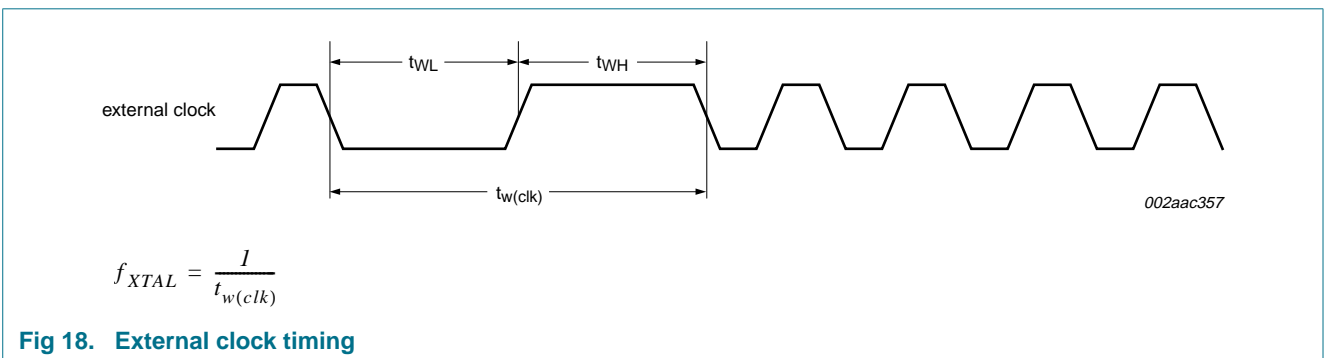 tWL
tWH
external clock
tw(clk)
002aac357
fXTAL = 1 / tw(clk)
Fig 18. External clock timing